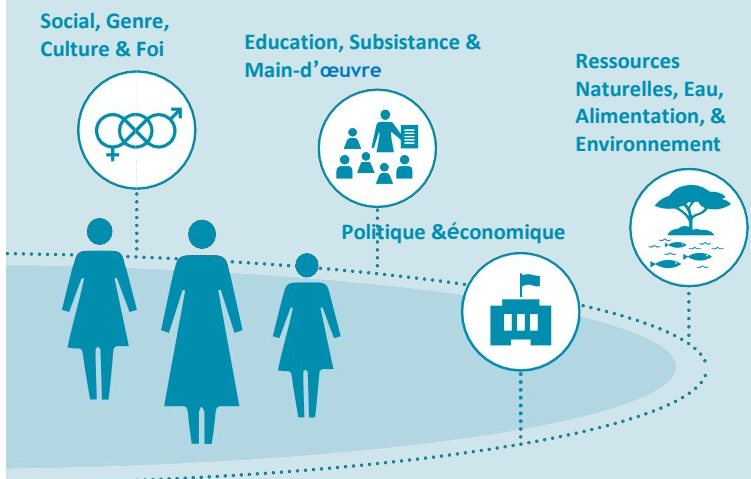 Social, Genre,
Culture & Foi
Education, Subsistance &
Main-d’œuvre
Ressources
Naturelles, Eau,
Alimentation, &
Environnement
Politique &économique